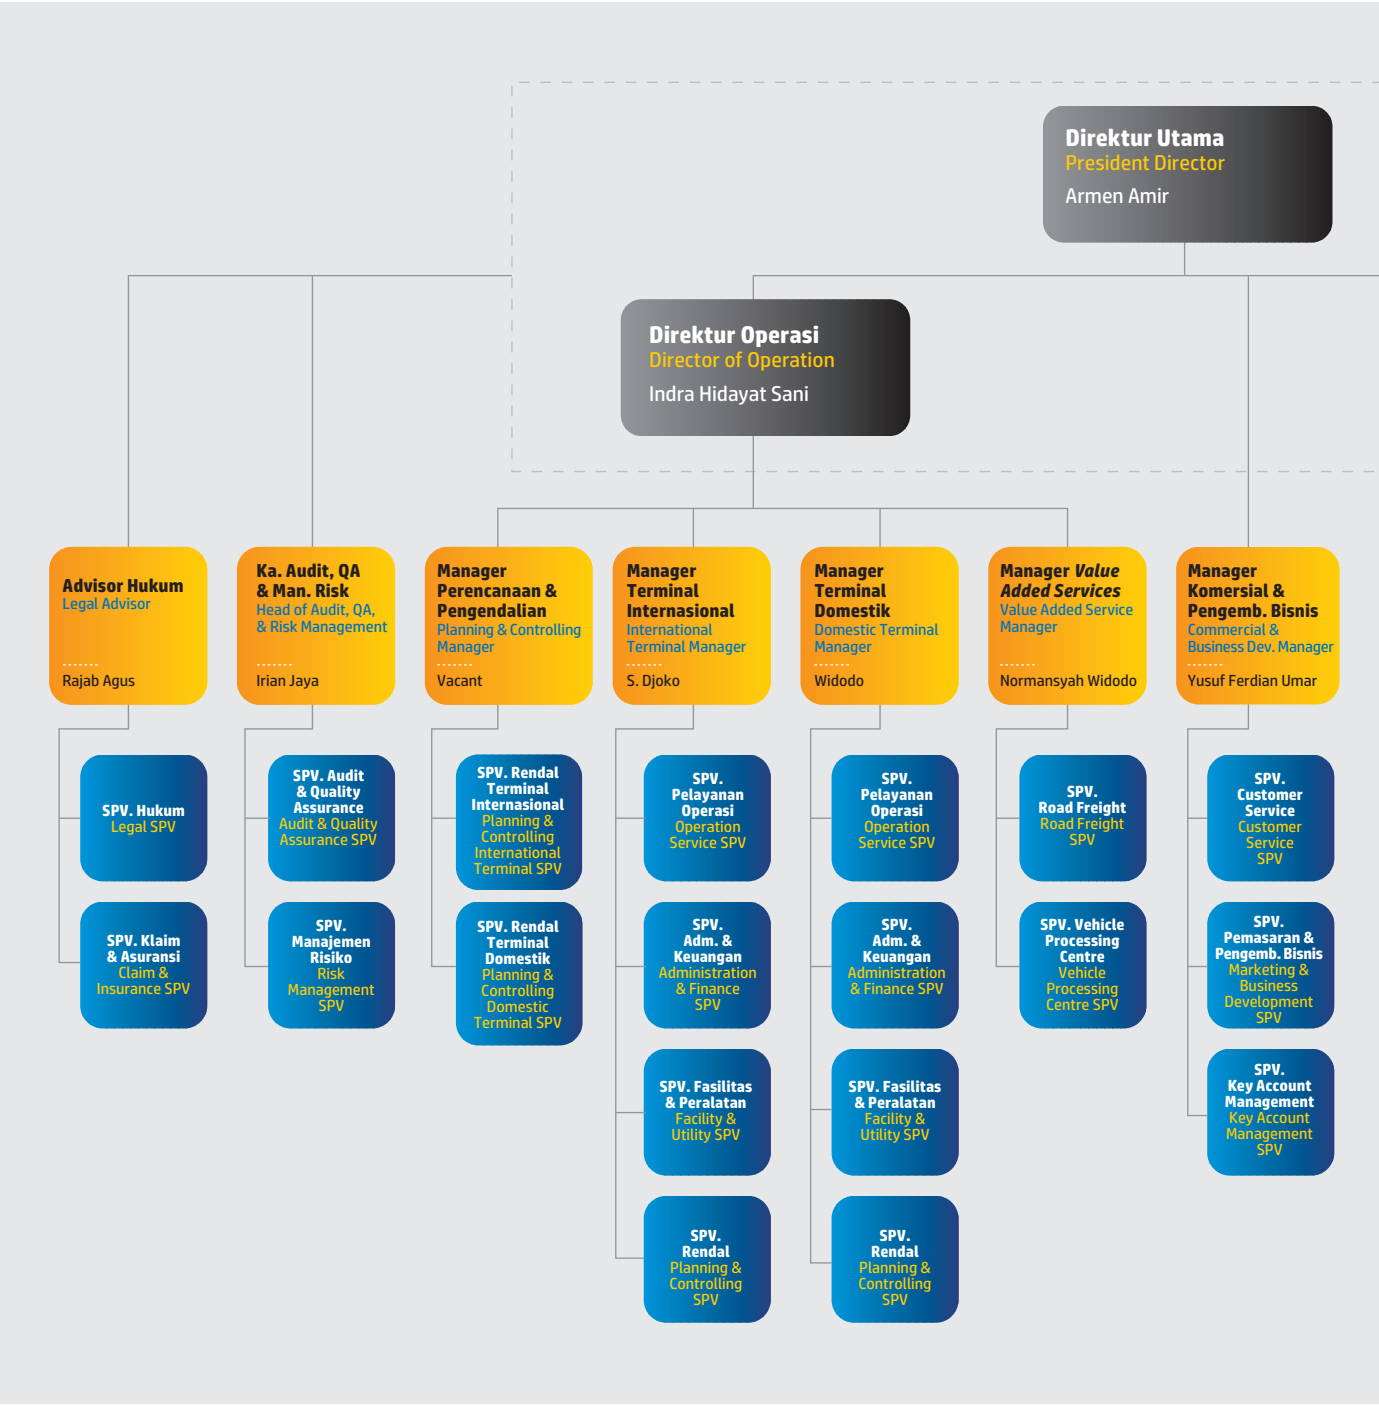 Direktur Utama
President Director
Armen Amir
Direktur Operasi
Director of Operation
Indra Hidayat Sani
Advisor Hukum
Legal Advisor
Rajab Agus
Ka. Audit, QA
& Man. Risk
Head of Audit, QA,
& Risk Management
Irian Jaya
Manager
Perencanaan &
Pengendalian
Planning & Controlling
Manager
Vacant
Manager
Terminal
Internasional
International
Terminal Manager
S. Djoko
Manager
Terminal
Domestik
Domestic Terminal
Manager
Widodo
Manager Value
Added Services
Value Added Service
Manager
Normansyah Widodo
Manager
Komersial &
Pengemb. Bisnis
Commercial &
Business Dev. Manager
Yusuf Ferdian Umar
SPV. Hukum
Legal SPV
SPV. Klaim
& Asuransi
Claim &
Insurance SPV
SPV. Audit
& Quality
Assurance
Audit & Quality
Assurance SPV
SPV.
Manajemen
Risiko
Risk
Management
SPV
SPV. Rendal
Terminal
Internasional
Planning &
Controlling
International
Terminal SPV
SPV. Rendal
Terminal
Domestik
Planning &
Controlling
Domestic
Terminal SPV
SPV.
Pelayanan
Operasi
Operation
Service SPV
SPV.
Adm. &
Keuangan
Administration
& Finance
SPV
SPV. Fasilitas
& Peralatan
Facility &
Utility SPV
SPV.
Rendal
Planning &
Controlling
SPV
SPV.
Pelayanan
Operasi
Operation
Service SPV
SPV.
Adm. &
Keuangan
Administration
& Finance SPV
SPV. Fasilitas
& Peralatan
Facility &
Utility SPV
SPV.
Rendal
Planning &
Controlling
SPV
SPV.
Road Freight
Road Freight
SPV
SPV. Vehicle
Processing
Centre
Vehicle
Processing
Centre SPV
SPV.
Customer
Service
Customer
Service
SPV
SPV.
Pemasaran &
Pengemb. Bisnis
Marketing &
Business
Development
SPV
SPV.
Key Account
Management
Key Account
Management
SPV